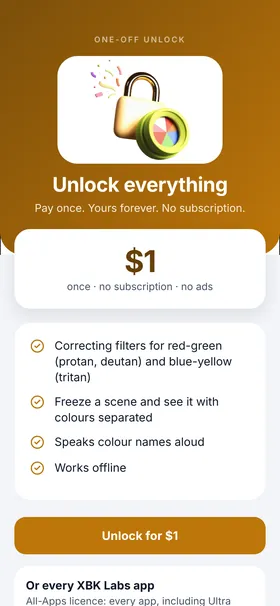 ONE-OFF UNLOCK
Unlock everything
Pay once. Yours forever. No subscription.
$1
once · no subscription · no ads
Correcting filters for red-green
(protan, deutan) and blue-yellow
(tritan)
Freeze a scene and see it with
colours separated
Speaks colour names aloud
Works offline
Unlock for $1
Or every XBK Labs app
All-Apps licence: every app, including Ultra